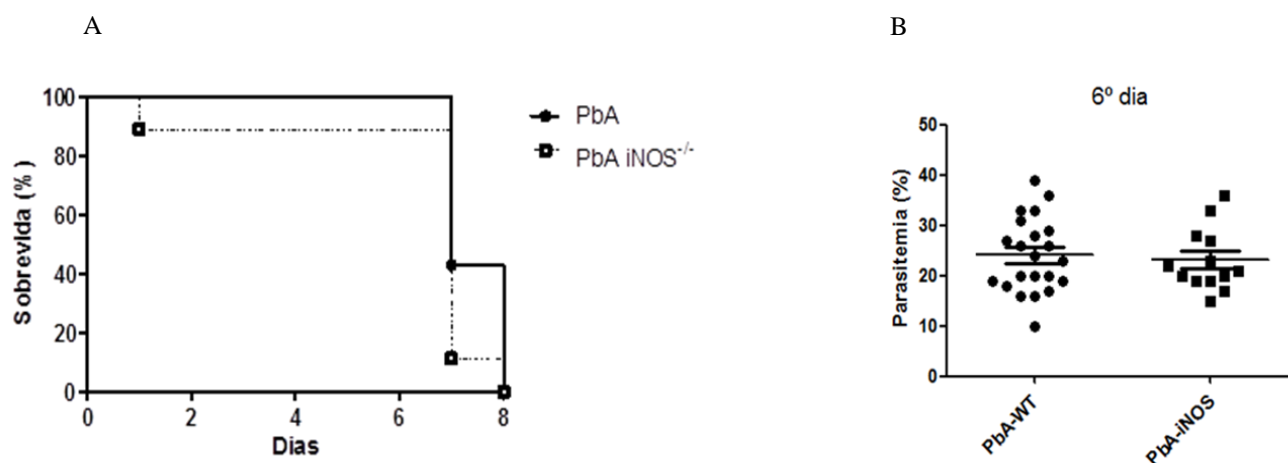 A
B
100
80
60
40
20
0
Sobrevida (%)
0 2 4 6 8
Dias
PbA
PbA iNOS-/-
6º dia
50
40
30
20
10
0
Parasitemia (%)
PbA-WT
PbA-iNOS